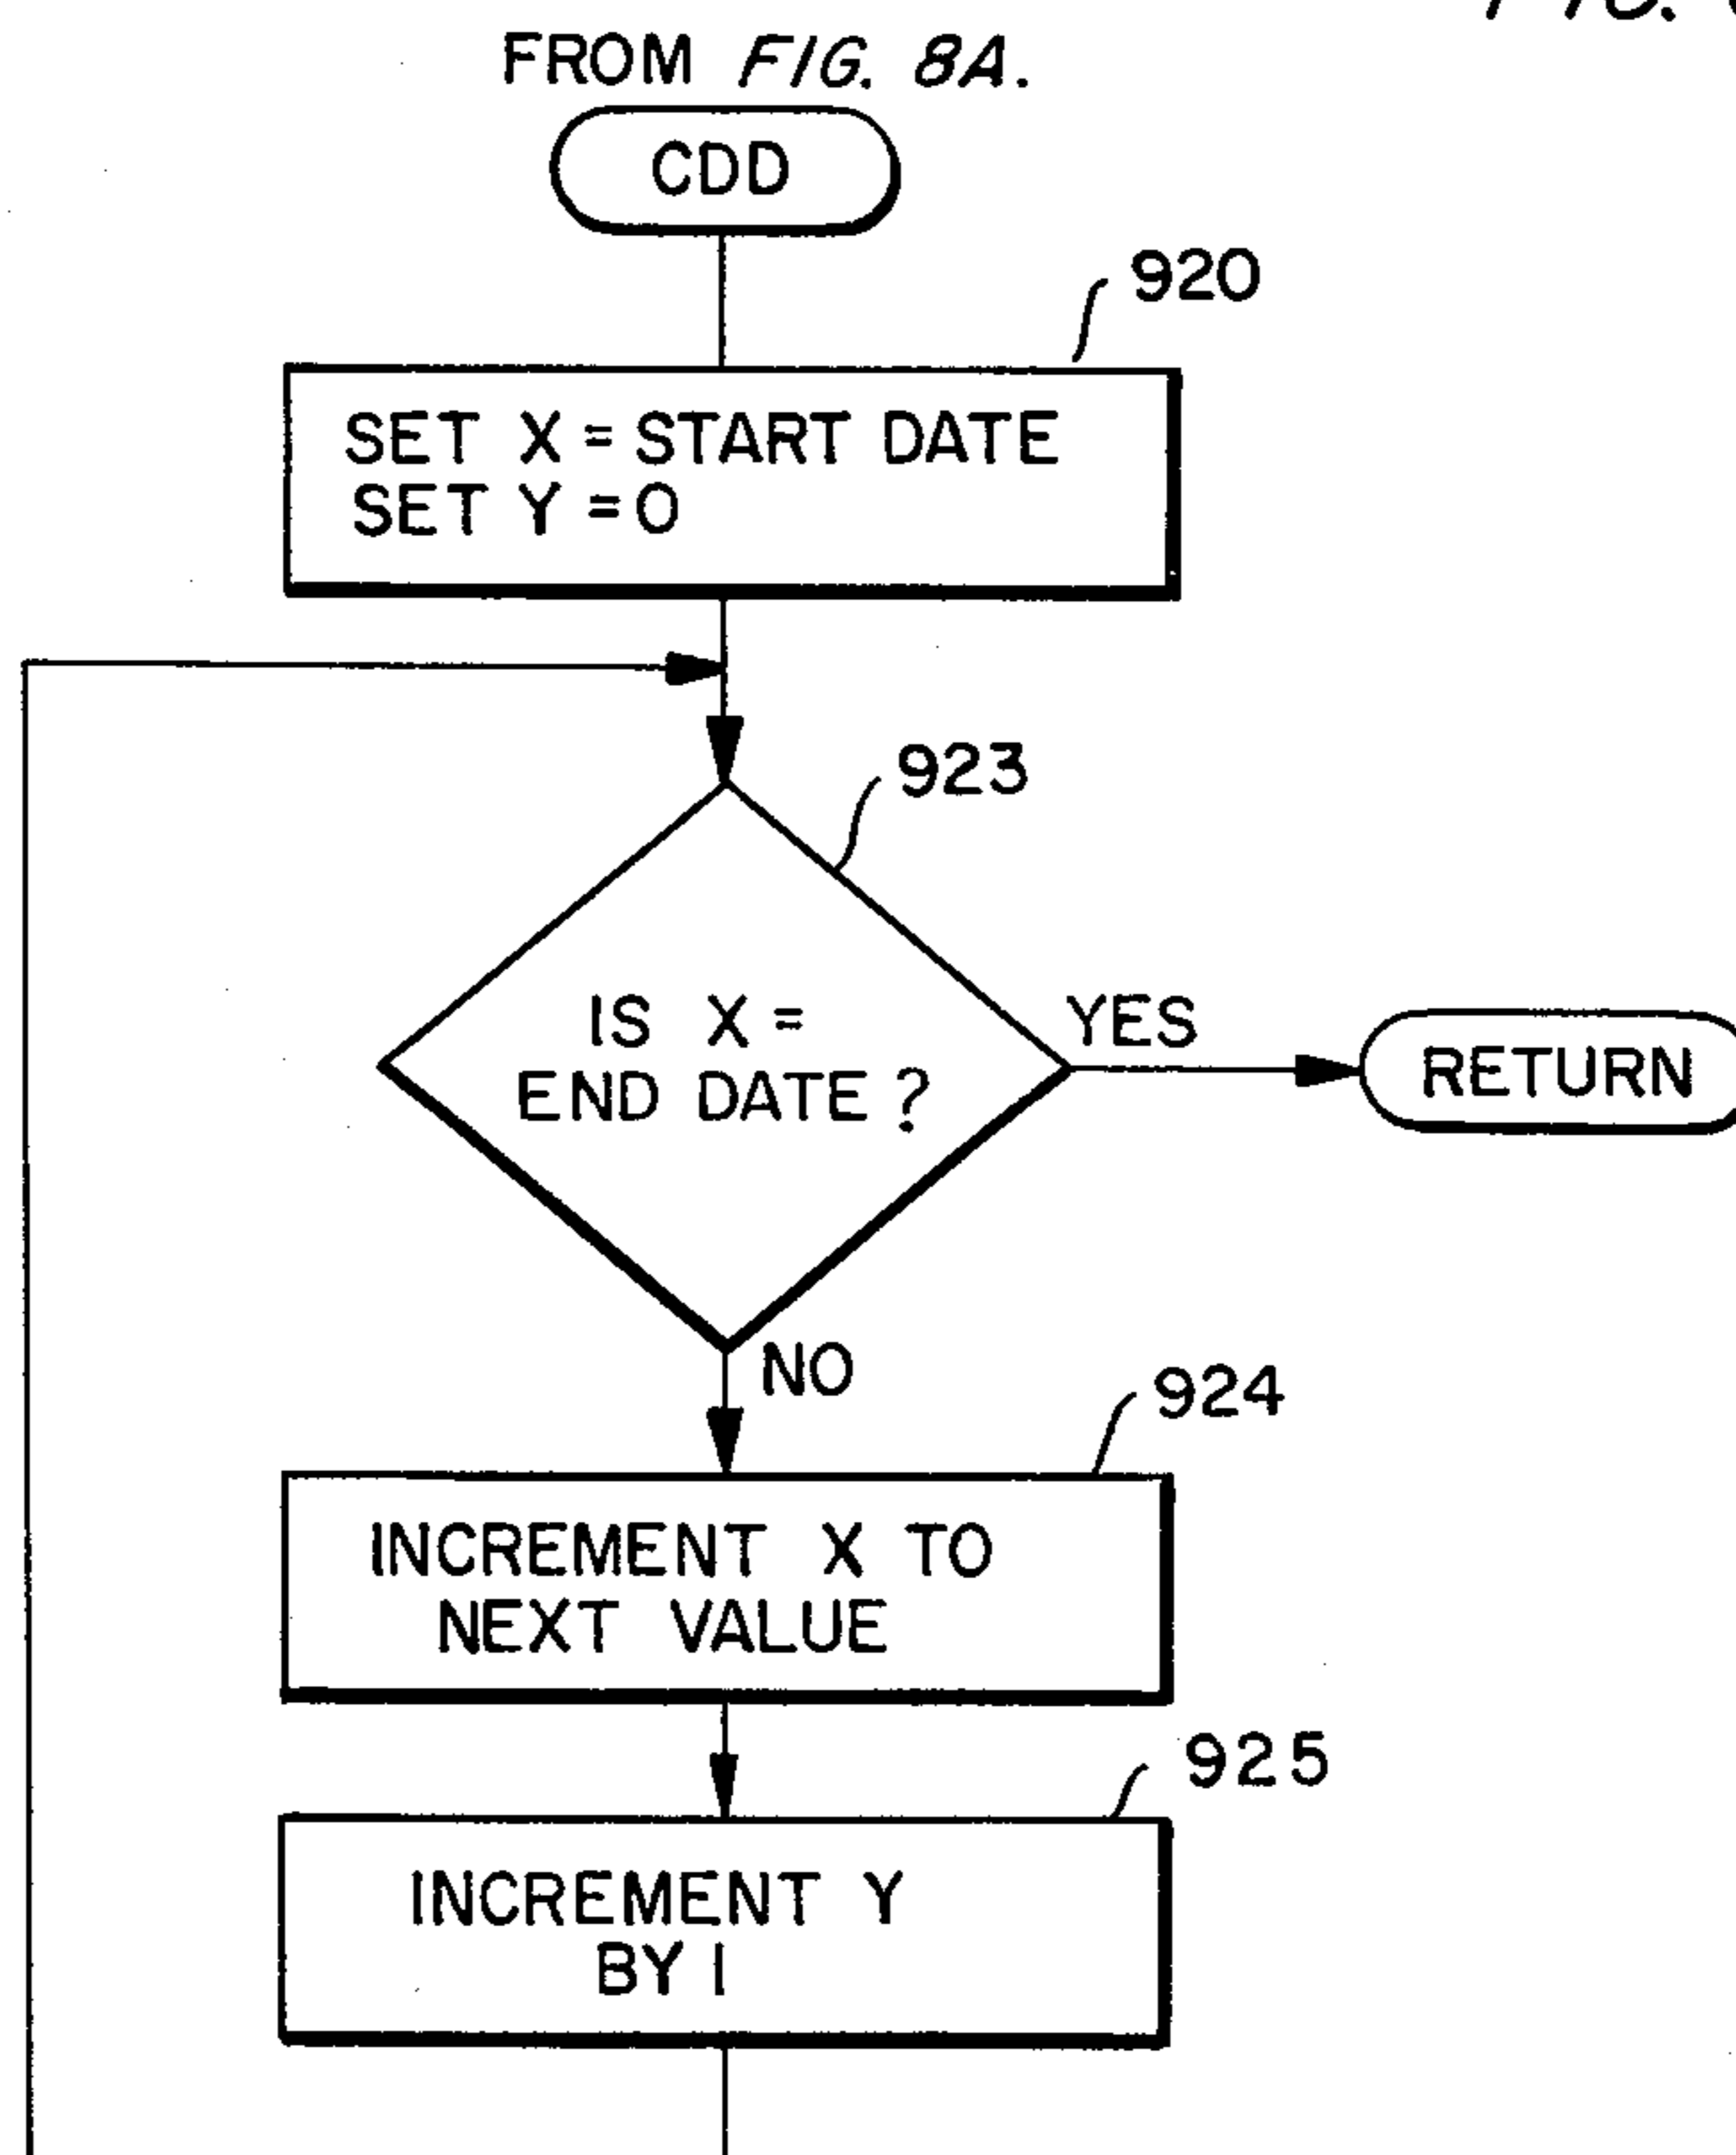 FROM FIG. 8A.
CDD
920
SET X = START DATE
SET Y = 0
923
IS X =
END DATE ?
YES
RETURN
NO
924
INCREMENT X TO
NEXT VALUE
925
INCREMENT Y
BY 1